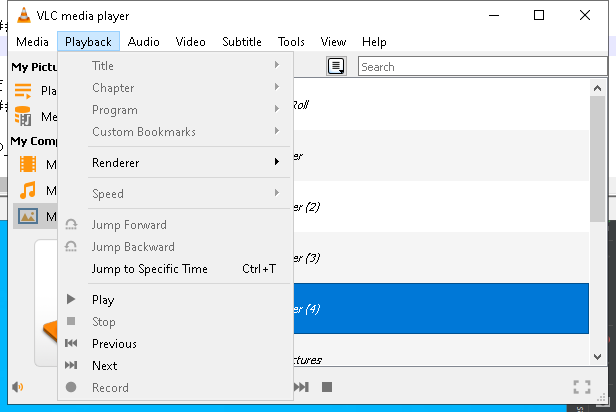 VLC media player
Media Playback Audio Video Subtitle Tools View Help
My Pictu
Search
Title
Chapter
Pla
Program
Me
Custom Bookmarks
My Comp
Renderer
M
Speed
M
M
Jump Forward
Jump Backward
Jump to Specific Time Ctrl+T
Play
Stop
Previous
Next
Record
Roll
er
er (2)
er (3)
er (4)
ctures